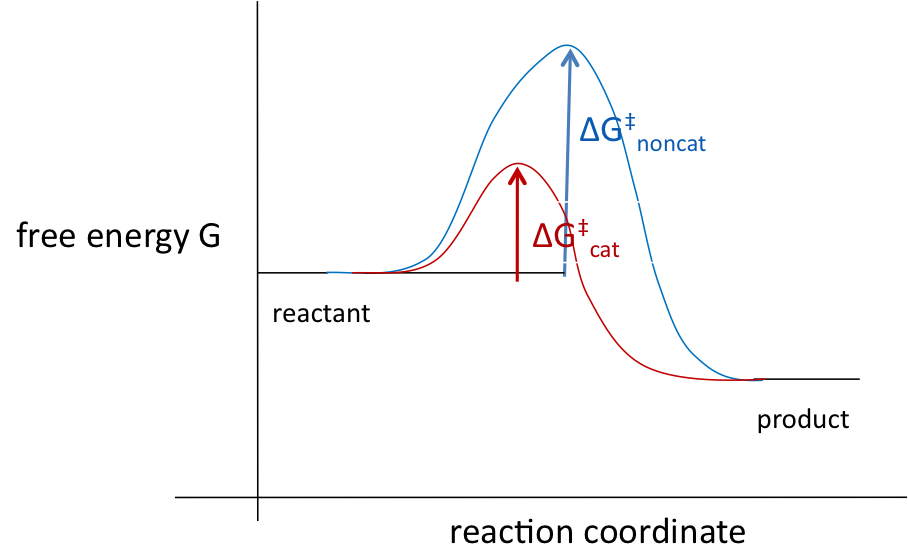 ΔG‡noncat
free energy G
ΔG‡cat
reactant
product
reaction coordinate